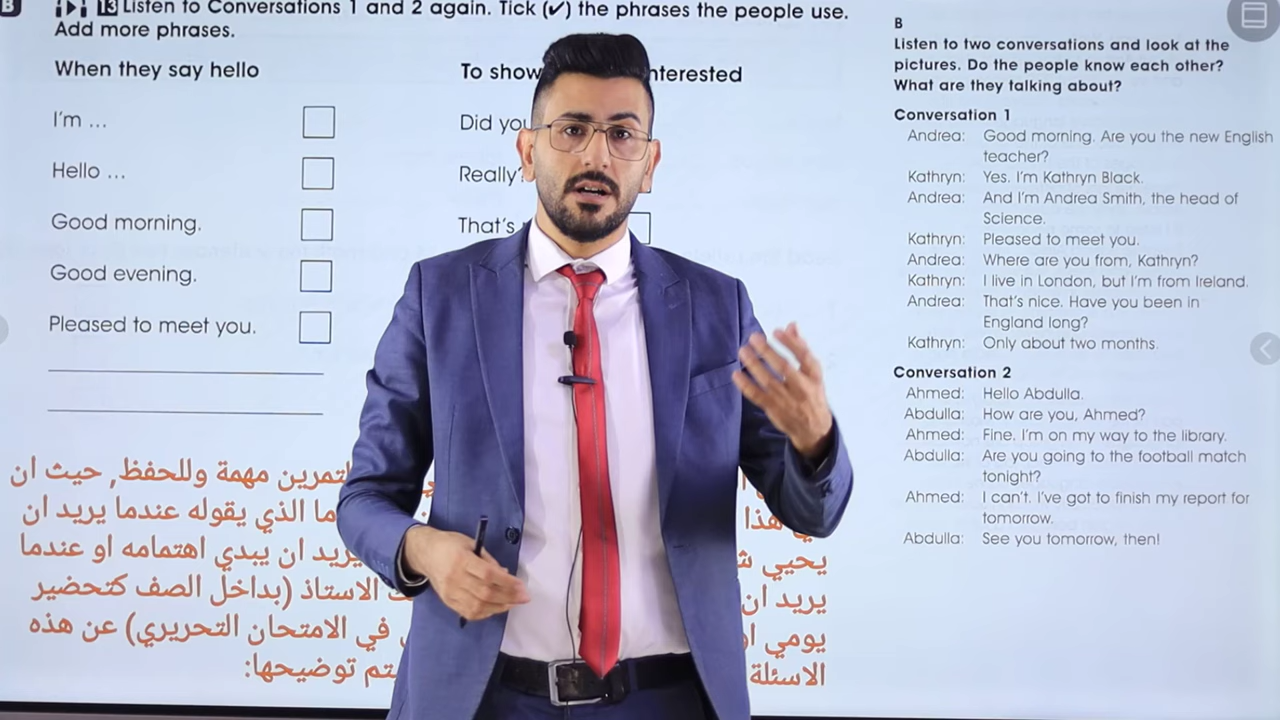 B 13 Listen to Conversations 1 and 2 again. Tick (✔) the phrases the people use.
Add more phrases.
When they say hello
I'm ...
Hello ...
Good morning.
Good evening.
Pleased to meet you.
To show
Did you
Really?
That's
مهمة وللحفظ, حيث ان
ما الذي يقوله عندما يريد ان
هذا
يريد ان يبدي اهتمامه او عندما
يحيي
الاستاذ (بداخل الصف كتحضير
يريد ان
في الامتحان التحريري) عن هذه
يومي
توضيحها:
الاسئلة
B
Listen to two conversations and look at the
pictures. Do the people know each other?
What are they talking about?
Conversation 1
Andrea: Good morning. Are you the new English
teacher?
Kathryn: Yes. I'm Kathryn Black.
Andrea: And I'm Andrea Smith, the head of
Science.
Kathryn: Pleased to meet you.
Andrea: Where are you from, Kathryn?
Kathryn: I live in London, but I'm from Ireland.
Andrea: That's nice. Have you been in
England long?
Kathryn: Only about two months.
Conversation 2
Ahmed: Hello Abdulla.
Abdulla: How are you, Ahmed?
Ahmed: Fine. I'm on my way to the library.
Abdulla: Are you going to the football match
tonight?
Ahmed: I can't. I've got to finish my report for
tomorrow.
Abdulla: See you tomorrow, then!